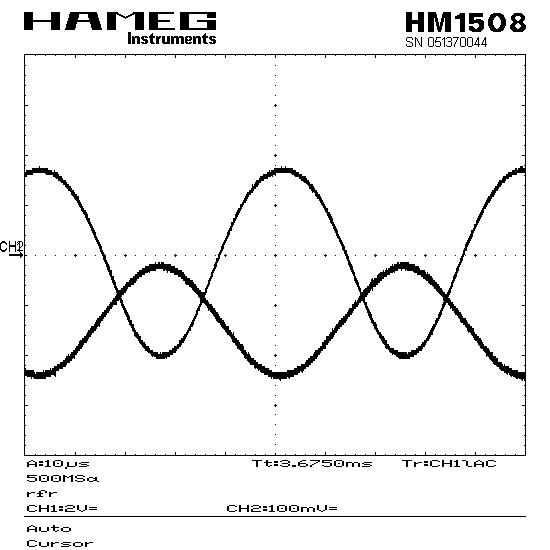 HAMEG
Instruments
HM1508
SN 051370044
CH2
A:10µs Tt:3.6750ms Tr:CH1\AC
500MSa
rfr
CH1:2V= CH2:100mV=
Auto
Cursor